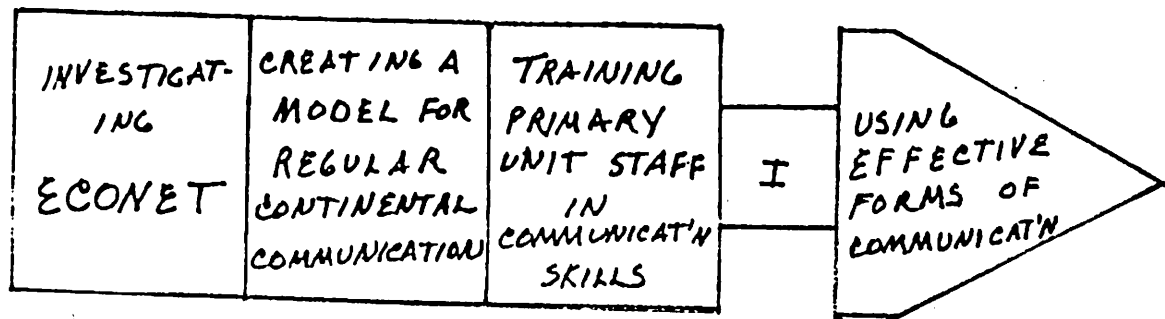 INVESTIGAT-
ING
ECONET
CREATING A
MODEL FOR
REGULAR
CONTINENTAL
COMMUNICATION
TRAINING
PRIMARY
UNIT STAFF
IN
COMMUNICAT'N
SKILLS
I
USING
EFFECTIVE
FORMS OF
COMMUNICAT'N